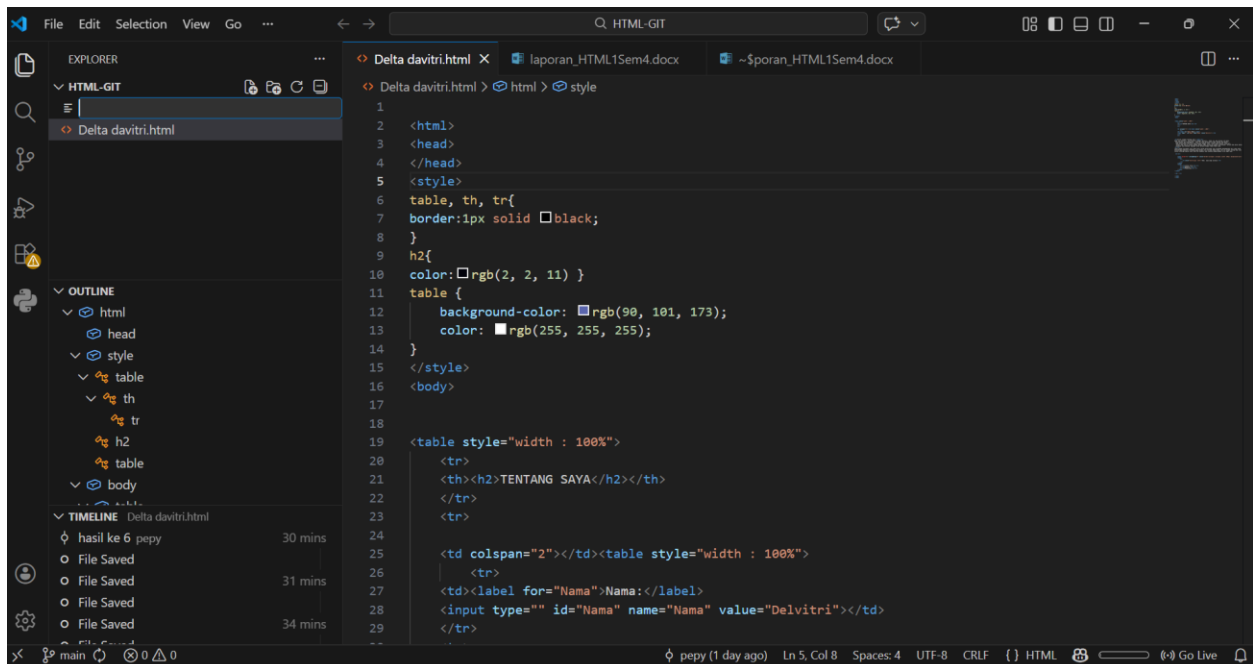 File Edit Selection View Go ··· HTML-GIT
EXPLORER ···
HTML-GIT
Delta davitri.html
OUTLINE
html
head
style
table
th
tr
h2
table
body
TIMELINE Delta davitri.html
hasil ke 6 pepy 30 mins
File Saved
File Saved 31 mins
File Saved
File Saved 34 mins
Delta davitri.html laporan_HTML1Sem4.docx ~$poran_HTML1Sem4.docx ···
Delta davitri.html > html > style
1
2 <html>
3 <head>
4 </head>
5 <style>
6 table, th, tr{
7 border:1px solid black;
8 }
9 h2{
10 color: rgb(2, 2, 11) }
11 table {
12 background-color: rgb(90, 101, 173);
13 color: rgb(255, 255, 255);
14 }
15 </style>
16 <body>
17
18
19 <table style="width : 100%">
20 <tr>
21 <th><h2>TENTANG SAYA</h2></th>
22 </tr>
23 <tr>
24
25 <td colspan="2"></td><table style="width : 100%">
26 <tr>
27 <td><label for="Nama">Nama:</label>
28 <input type="" id="Nama" name="Nama" value="Delvitri"></td>
29 </tr>
main 0 0 pepy (1 day ago) Ln 5, Col 8 Spaces: 4 UTF-8 CRLF { } HTML Go Live